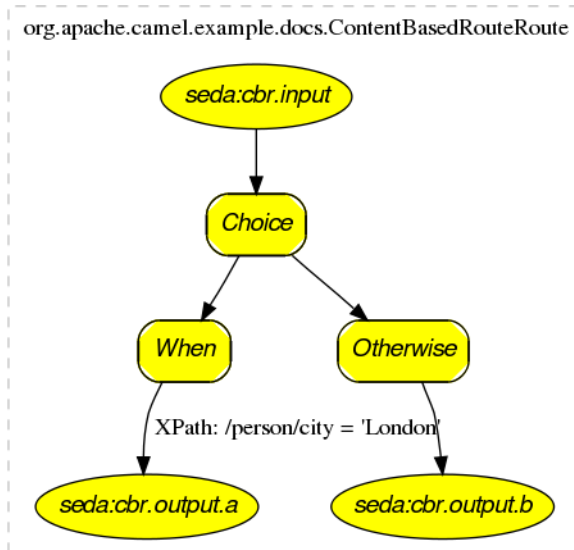 org.apache.camel.example.docs.ContentBasedRouteRoute
seda:cbr.input
Choice
When
Otherwise
XPath: /person/city = 'London'
seda:cbr.output.a
seda:cbr.output.b